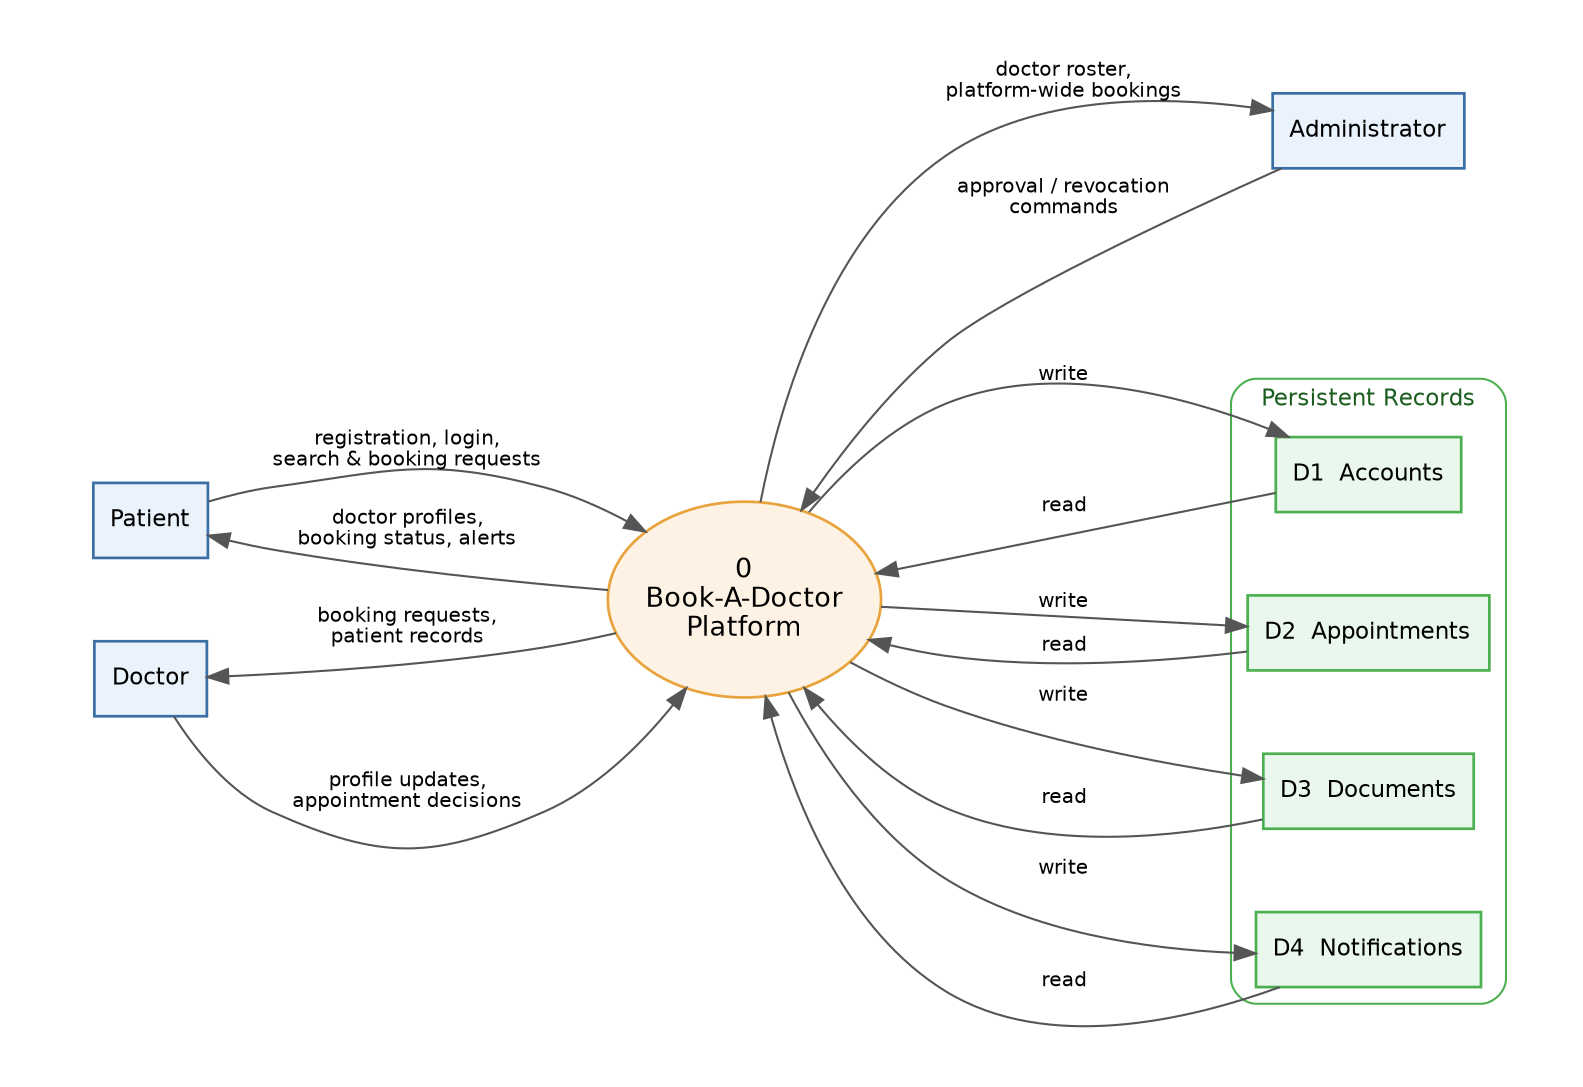 doctor roster,
platform-wide bookings
Administrator
approval / revocation
commands
write
Persistent Records
D1 Accounts
read
registration, login,
search & booking requests
Patient
doctor profiles,
booking status, alerts
0
Book-A-Doctor
Platform
write
D2 Appointments
read
booking requests,
patient records
Doctor
write
profile updates,
appointment decisions
D3 Documents
read
write
D4 Notifications
read